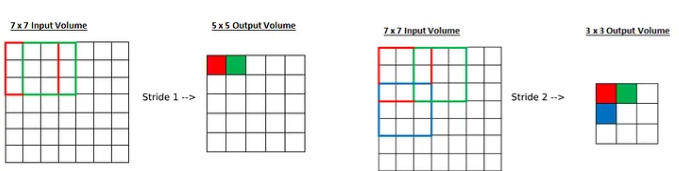 7 x 7 Input Volume
5 x 5 Output Volume
Stride 1 -->
7 x 7 Input Volume
3 x 3 Output Volume
Stride 2 -->